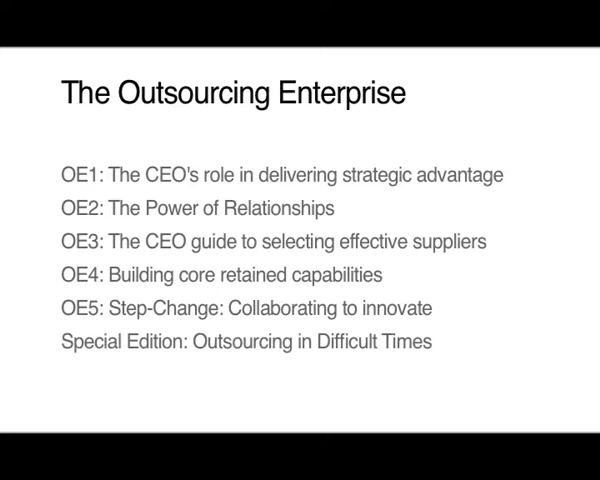 The Outsourcing Enterprise
OE1: The CEO's role in delivering strategic advantage
OE2: The Power of Relationships
OE3: The CEO guide to selecting effective suppliers
OE4: Building core retained capabilities
OE5: Step-Change: Collaborating to innovate
Special Edition: Outsourcing in Difficult Times